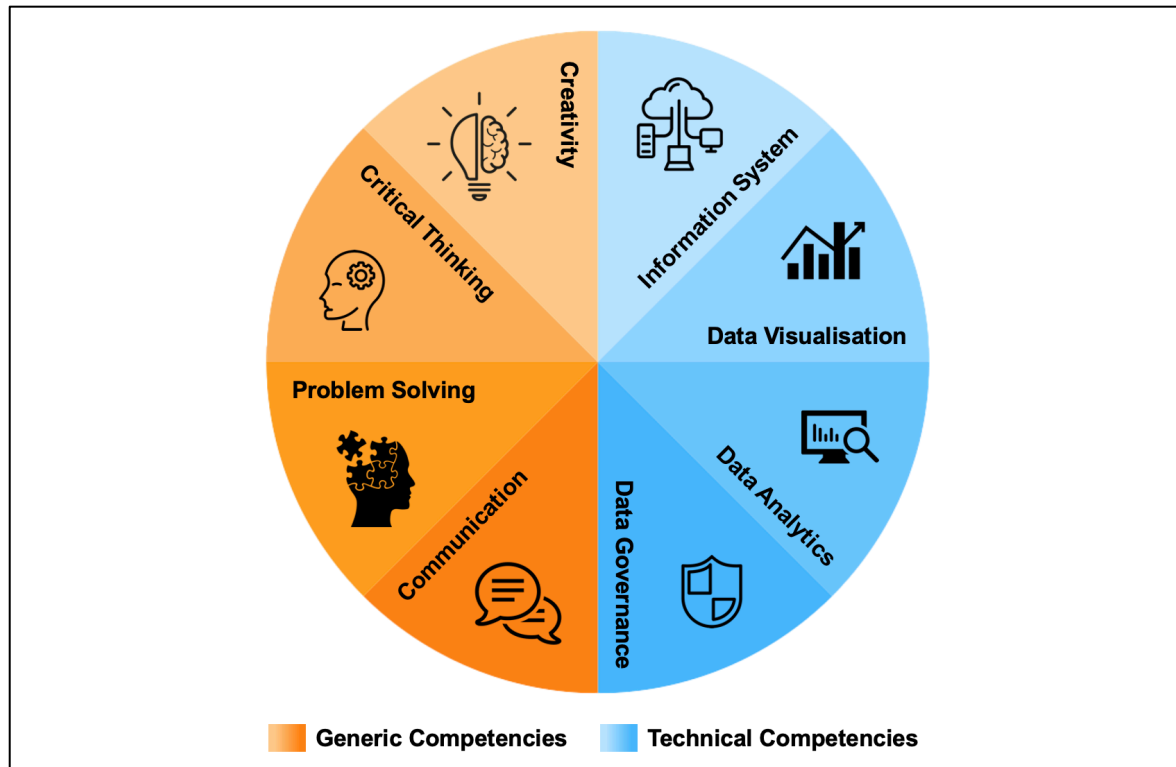 Creativity
Information System
Critical Thinking
Data Visualisation
Problem Solving
Data Analytics
Communication
Data Governance
Generic Competencies
Technical Competencies